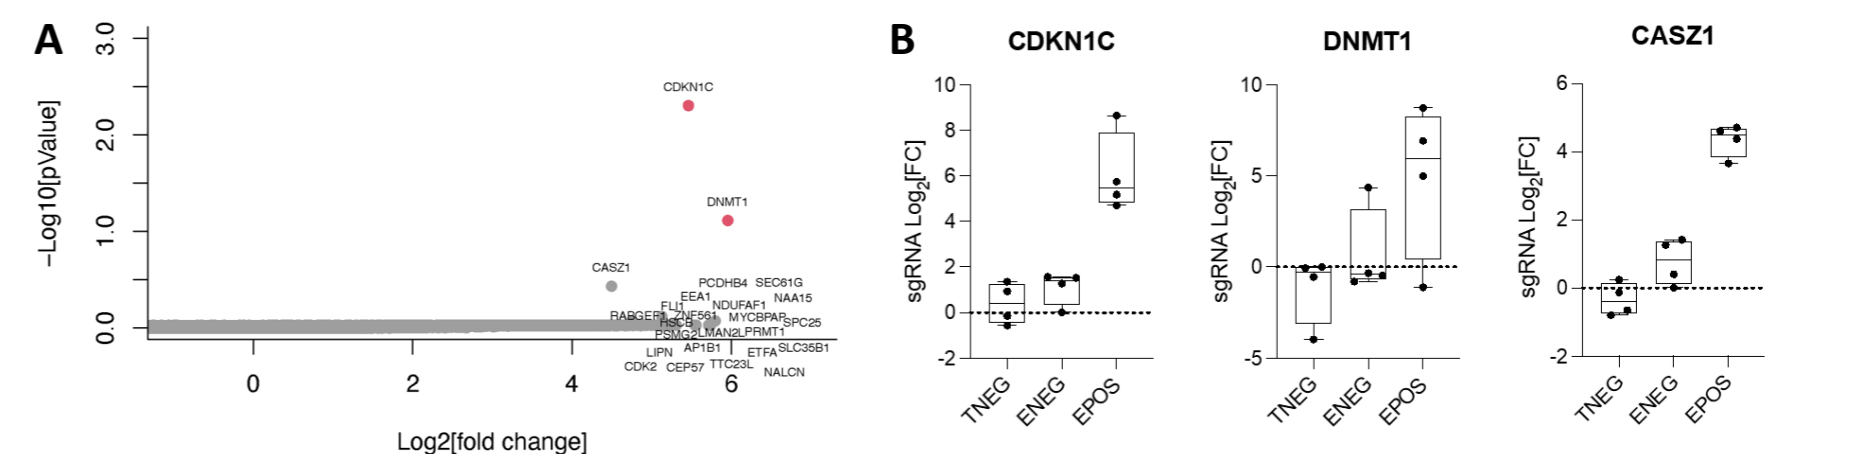 A
−Log10[pValue]
3.0
2.0
1.0
0.0
CDKN1C
DNMT1
CASZ1
PCDHB4 SEC61G
EEA1 NAA15
FLI1 NDUFAF1
RABGEF1 ZNF561 MYCBPAP
HSCB SPC25
PSMG2 LMAN2L PRMT1
LIPN AP1B1 ETFA SLC35B1
CDK2 CEP57 TTC23L NALCN
0 2 4 6
Log2[fold change]
B
CDKN1C
sgRNA Log2[FC]
10
8
6
4
2
0
-2
TNEG ENEG EPOS
DNMT1
sgRNA Log2[FC]
10
5
0
-5
TNEG ENEG EPOS
CASZ1
sgRNA Log2[FC]
6
4
2
0
-2
TNEG ENEG EPOS